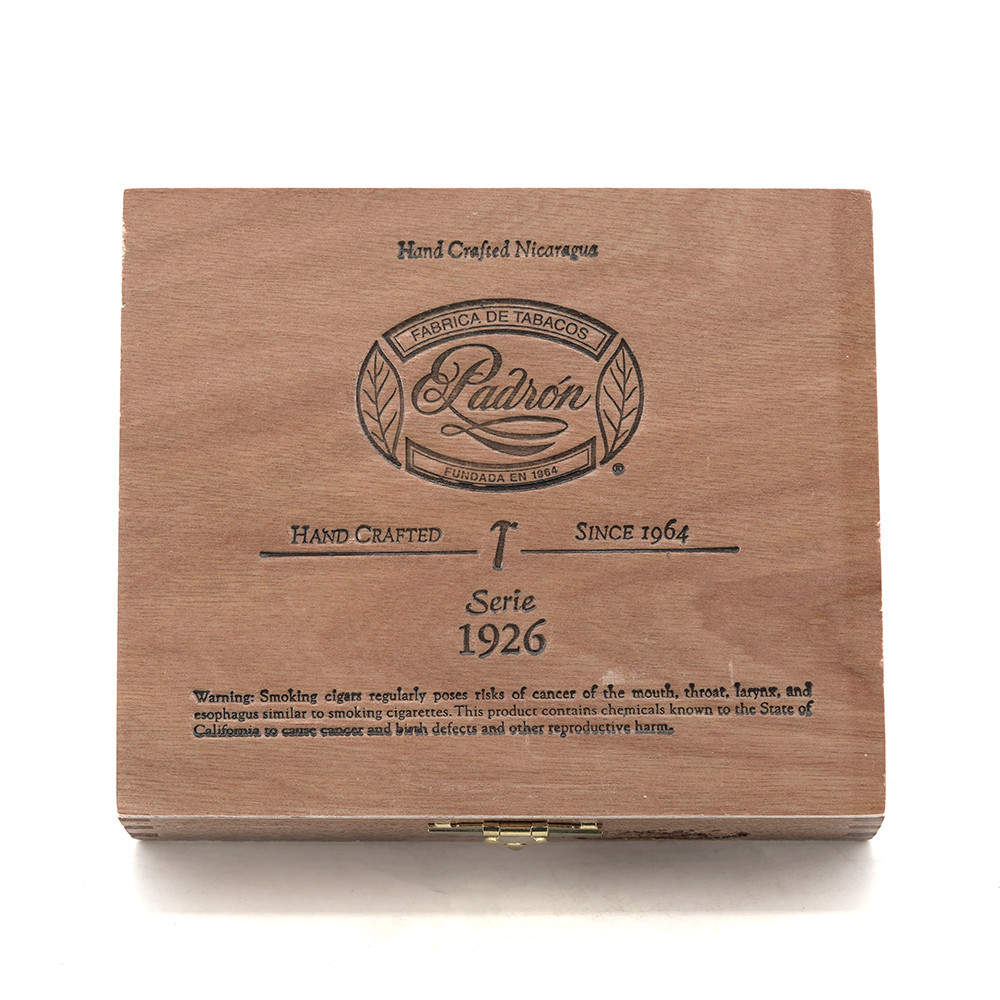 Hand Crafted Nicaragua
FABRICA DE TABACOS
Padrón
FUNDADA EN 1964
®
HAND CRAFTED
SINCE 1964
Serie
1926
Warning: Smoking cigars regularly poses risks of cancer of the mouth, throat, larynx, and
esophagus similar to smoking cigarettes. This product contains chemicals known to the State of
California to cause cancer and birth defects and other reproductive harm.